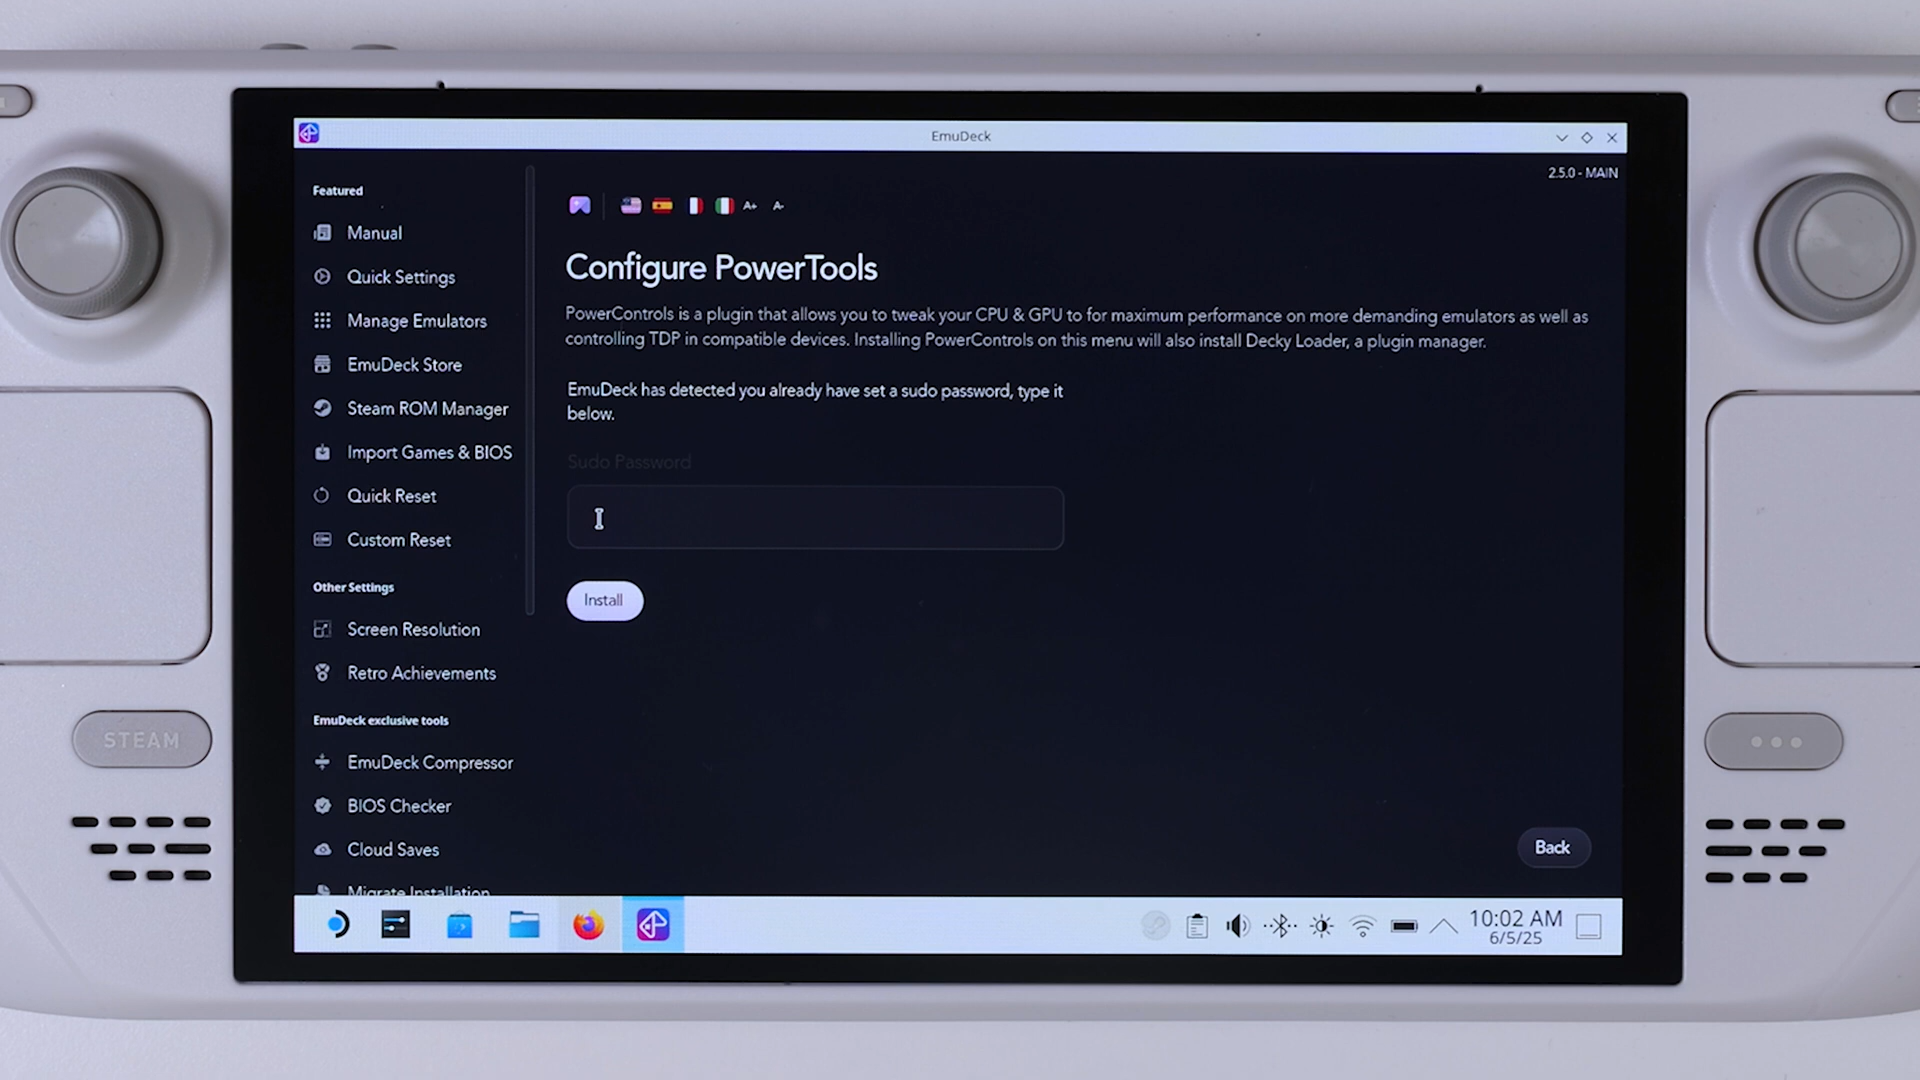 EmuDeck
2.5.0 - MAIN
Featured
Manual
Quick Settings
Manage Emulators
EmuDeck Store
Steam ROM Manager
Import Games & BIOS
Quick Reset
Custom Reset
Other Settings
Screen Resolution
Retro Achievements
EmuDeck exclusive tools
EmuDeck Compressor
BIOS Checker
Cloud Saves
Migrate Installation
A+ A-
Configure PowerTools
PowerControls is a plugin that allows you to tweak your CPU & GPU to for maximum performance on more demanding emulators as well as
controlling TDP in compatible devices. Installing PowerControls on this menu will also install Decky Loader, a plugin manager.
EmuDeck has detected you already have set a sudo password, type it
below.
Sudo Password
Install
Back
STEAM
10:02 AM
6/5/25